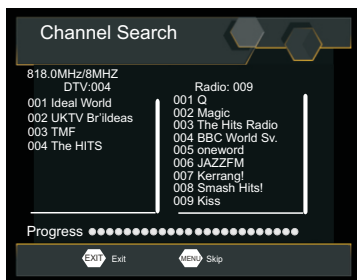 Channel Search
818.0MHz/8MHZ
DTV:004
001 Ideal World
002 UKTV Br'ildeas
003 TMF
004 The HITS
Radio: 009
001 Q
002 Magic
003 The Hits Radio
004 BBC World Sv.
005 oneword
006 JAZZFM
007 Kerrang!
008 Smash Hits!
009 Kiss
Progress
EXIT Exit
MENU Skip